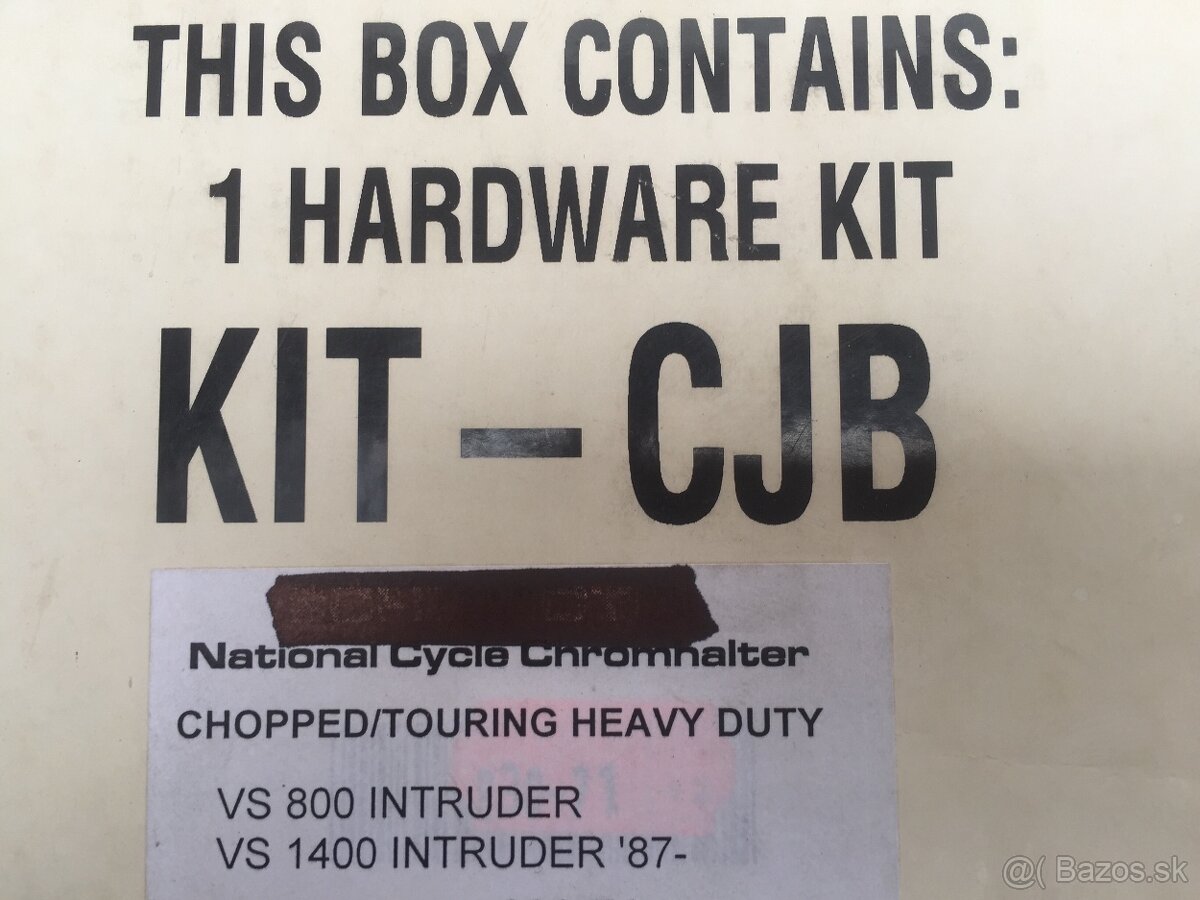 THIS BOX CONTAINS:
1 HARDWARE KIT
KIT – CJB
National Cycle Chromhalter
CHOPPED/TOURING HEAVY DUTY
VS 800 INTRUDER
VS 1400 INTRUDER '87-
@( Bazos.sk